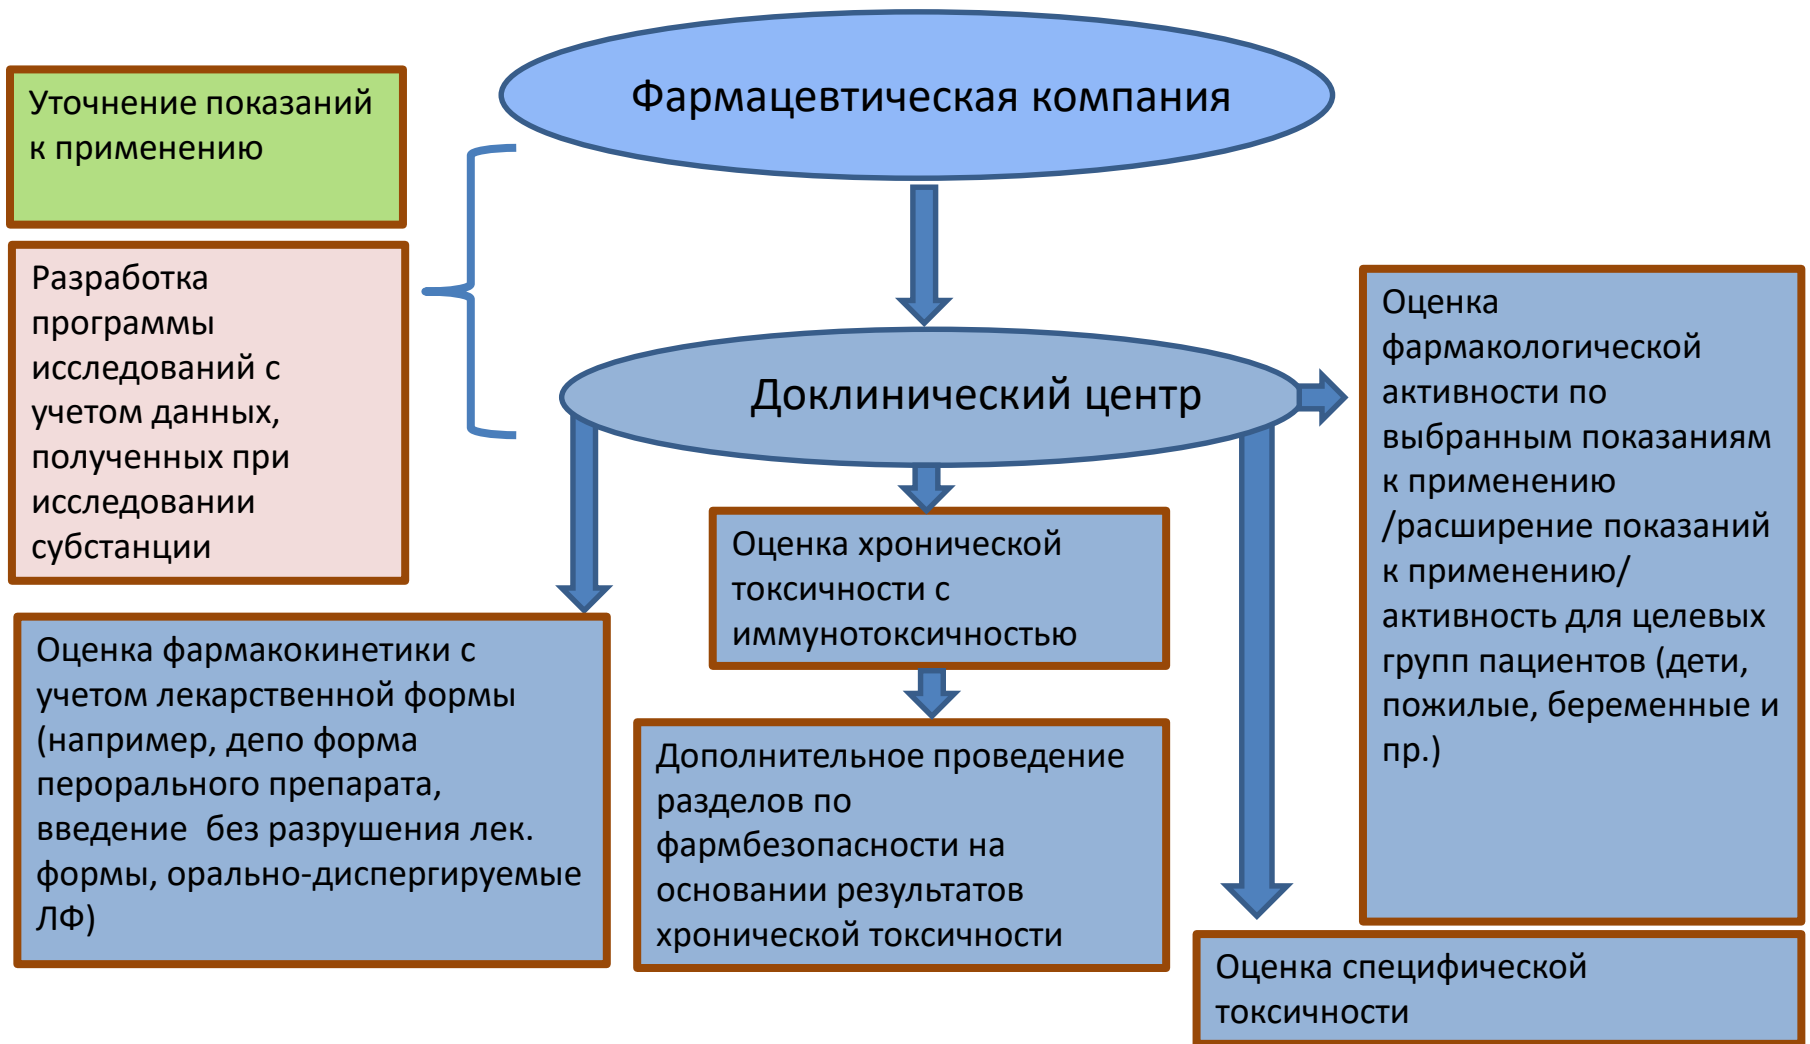 Фармацевтическая компания
Уточнение показаний
к применению
Разработка
программы
исследований с
учетом данных,
полученных при
исследовании
субстанции
Доклинический центр
Оценка
фармакологической
активности по
выбранным показаниям
к применению
/расширение показаний
к применению/
активность для целевых
групп пациентов (дети,
пожилые, беременные и
пр.)
Оценка хронической
токсичности с
иммунотоксичностью
Оценка фармакокинетики с
учетом лекарственной формы
(например, депо форма
перорального препарата,
введение  без разрушения лек.
формы, орально-диспергируемые
ЛФ)
Дополнительное проведение
разделов по
фармбезопасности на
основании результатов
хронической токсичности
Оценка специфической
токсичности